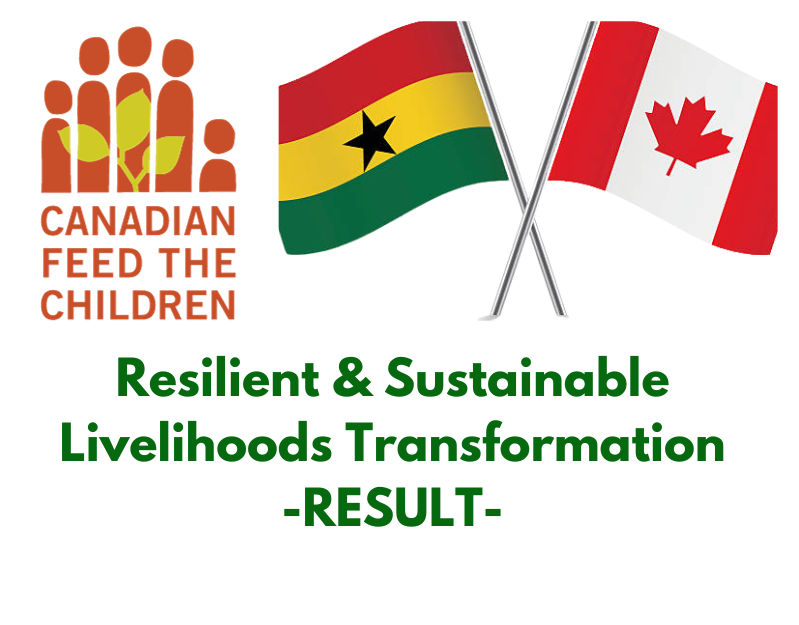 CANADIAN
FEED THE
CHILDREN
Resilient & Sustainable
Livelihoods Transformation
-RESULT-